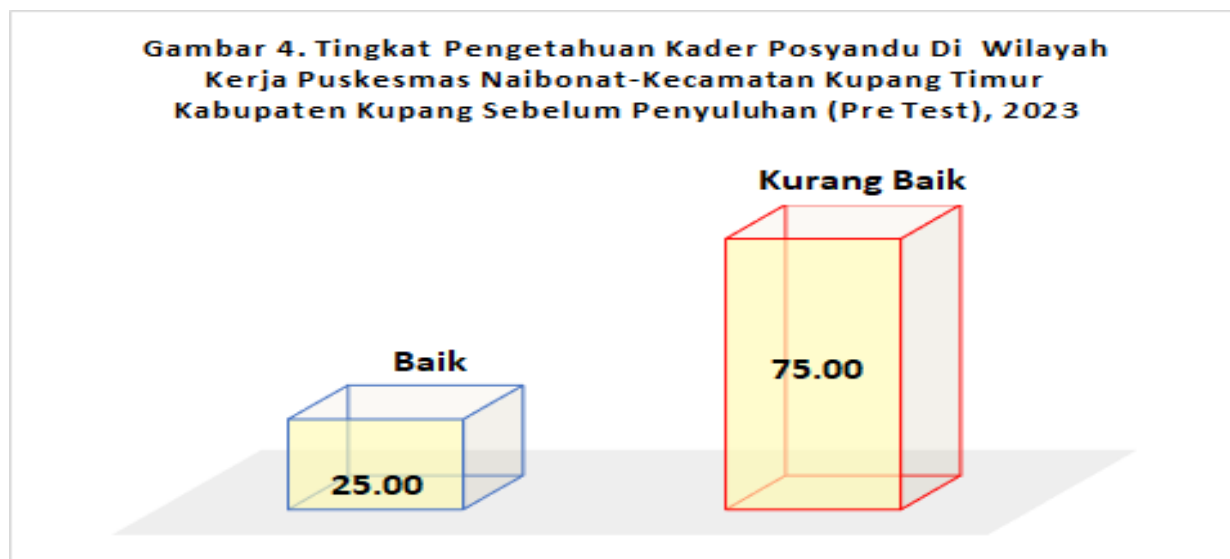 Gambar 4. Tingkat Pengetahuan Kader Posyandu Di Wilayah
Kerja Puskesmas Naibonat-Kecamatan Kupang Timur
Kabupaten Kupang Sebelum Penyuluhan (Pre Test), 2023
Kurang Baik
Baik
75.00
25.00